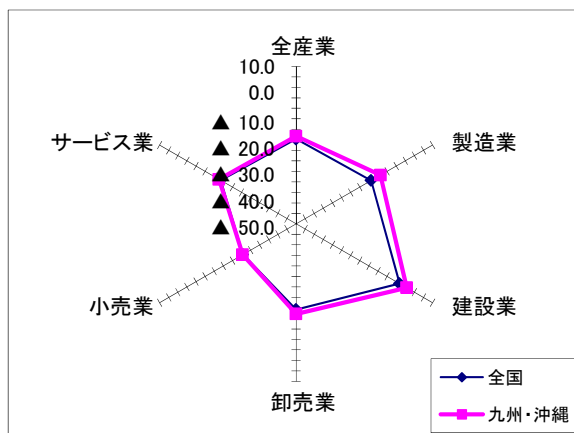 全産業
10.0
0.0
▲ 10.0
▲ 20.0
▲ 30.0
▲ 40.0
▲ 50.0
製造業
建設業
卸売業
小売業
サービス業
全国
九州・沖縄